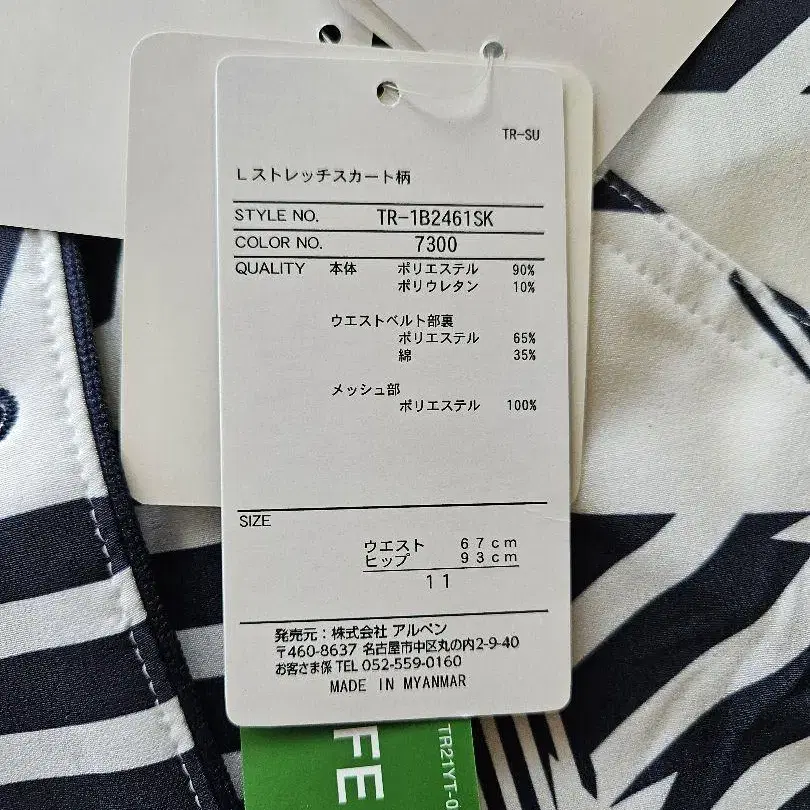 TR-SU
Lストレッチスカート柄
STYLE NO. TR-1B2461SK
COLOR NO. 7300
QUALITY 本体 ポリエステル 90%
ポリウレタン 10%
ウエストベルト部裏
ポリエステル 65%
綿 35%
メッシュ部
ポリエステル 100%
SIZE
ウエスト 67cm
ヒップ 93cm
11
発売元:株式会社 アルペン
〒460-8637 名古屋市中区丸の内2-9-40
お客さま係 TEL 052-559-0160
MADE IN MYANMAR
FE
TR21YT-0